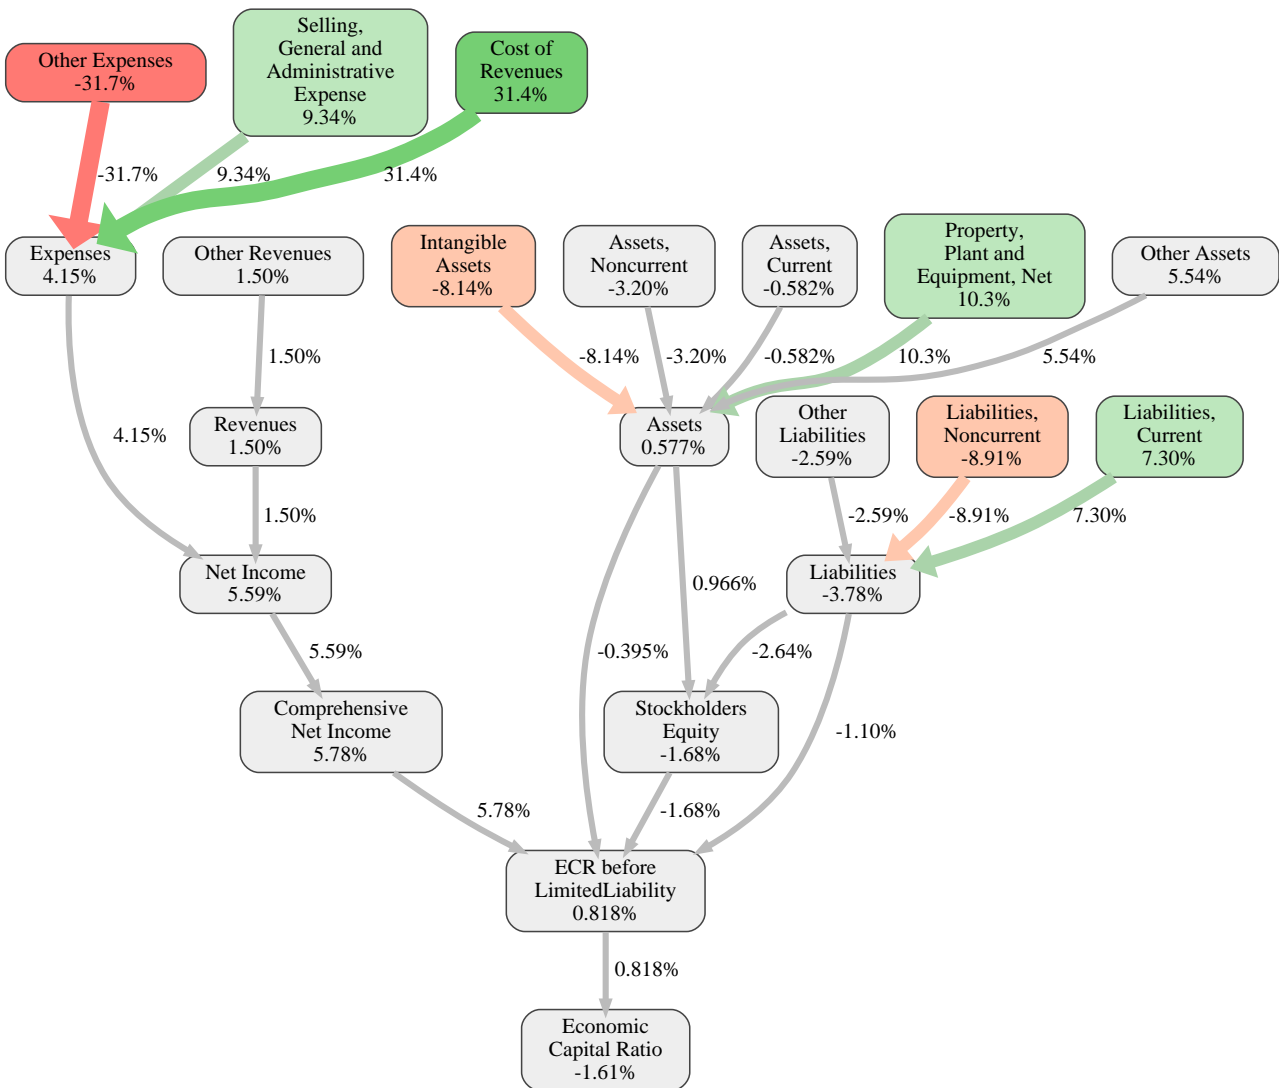 Other Expenses
-31.7%
Selling,
General and
Administrative
Expense
9.34%
Cost of
Revenues
31.4%
-31.7%
9.34%
31.4%
Expenses
4.15%
Other Revenues
1.50%
Intangible
Assets
-8.14%
Assets,
Noncurrent
-3.20%
Assets,
Current
-0.582%
Property,
Plant and
Equipment, Net
10.3%
Other Assets
5.54%
1.50%
-8.14%
-3.20%
-0.582%
10.3%
5.54%
4.15%
Revenues
1.50%
Assets
0.577%
Other
Liabilities
-2.59%
Liabilities,
Noncurrent
-8.91%
Liabilities,
Current
7.30%
1.50%
-2.59%
-8.91%
7.30%
Net Income
5.59%
0.966%
Liabilities
-3.78%
5.59%
-0.395%
-2.64%
Comprehensive
Net Income
5.78%
Stockholders
Equity
-1.68%
-1.10%
5.78%
-1.68%
ECR before
LimitedLiability
0.818%
0.818%
Economic
Capital Ratio
-1.61%